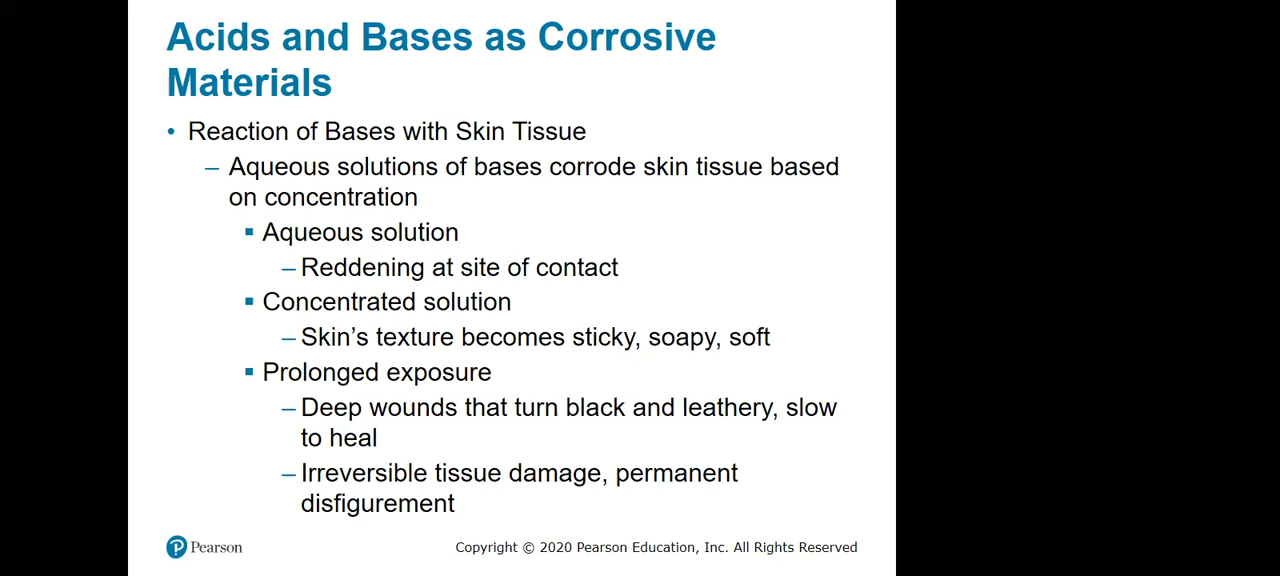 Acids and Bases as Corrosive
Materials
• Reaction of Bases with Skin Tissue
– Aqueous solutions of bases corrode skin tissue based
on concentration
▪ Aqueous solution
– Reddening at site of contact
▪ Concentrated solution
– Skin’s texture becomes sticky, soapy, soft
▪ Prolonged exposure
– Deep wounds that turn black and leathery, slow
to heal
– Irreversible tissue damage, permanent
disfigurement
P Pearson
Copyright © 2020 Pearson Education, Inc. All Rights Reserved